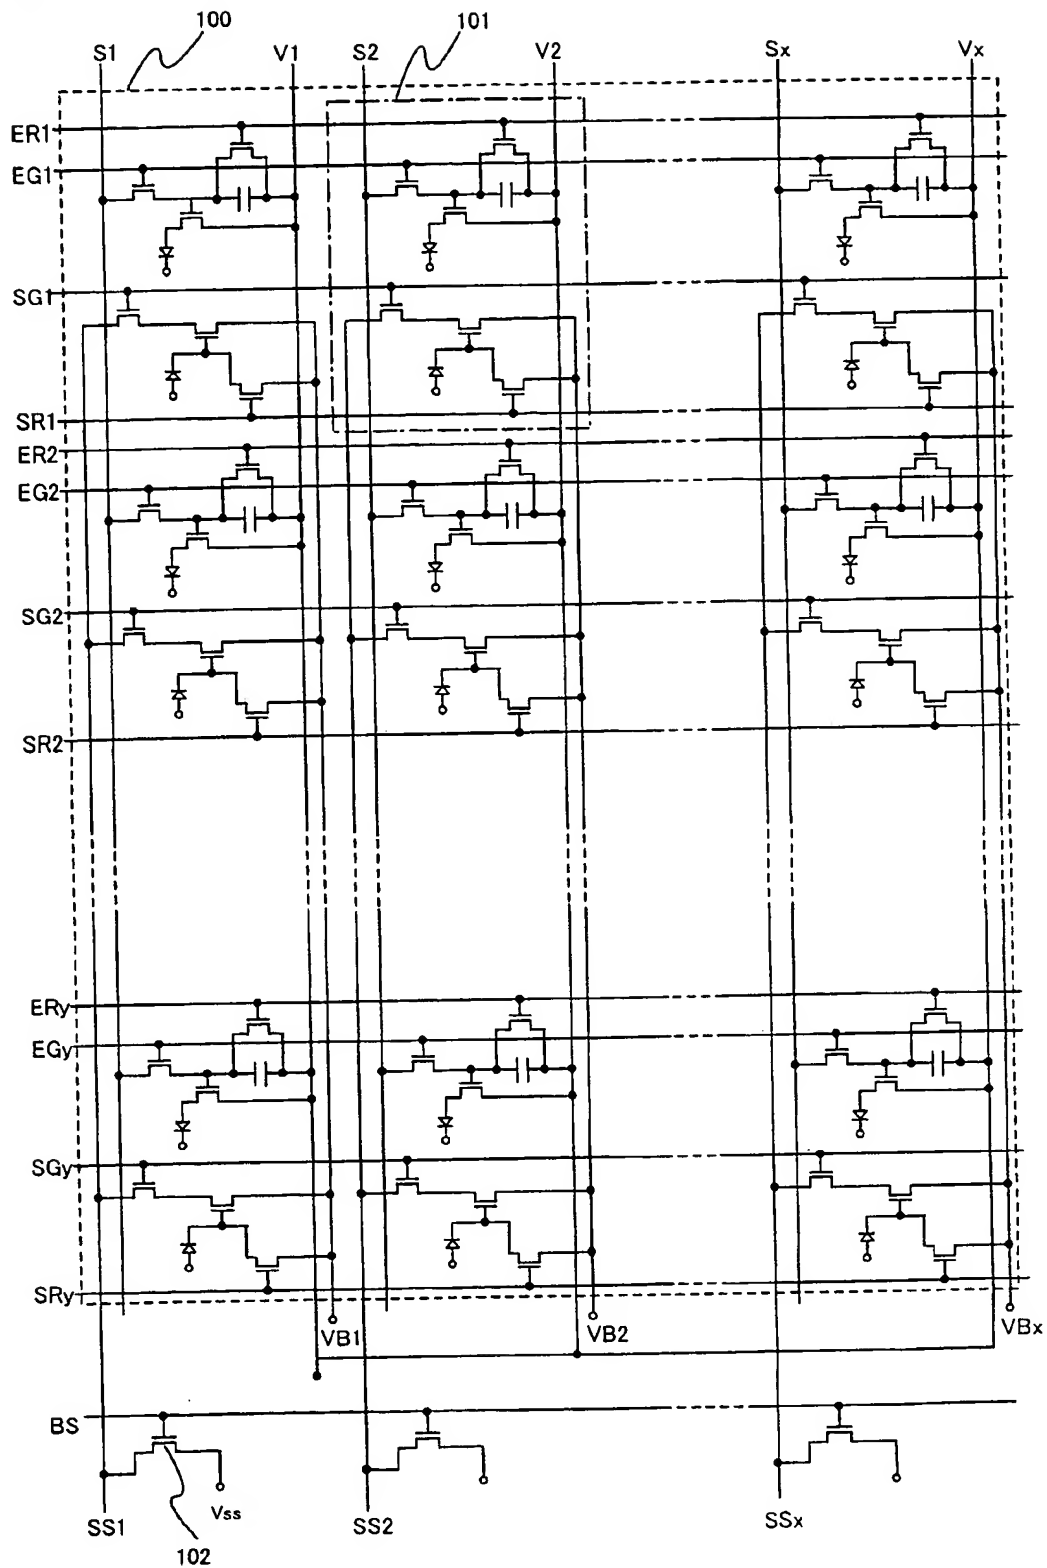 100
101
S1 V1 S2 V2 Sx Vx
ER1
EG1
SG1
SR1
ER2
EG2
SG2
SR2
ERy
EGy
SGy
SRy
VB1 VB2 VBx
BS
Vss
SS1 SS2 SSx
102